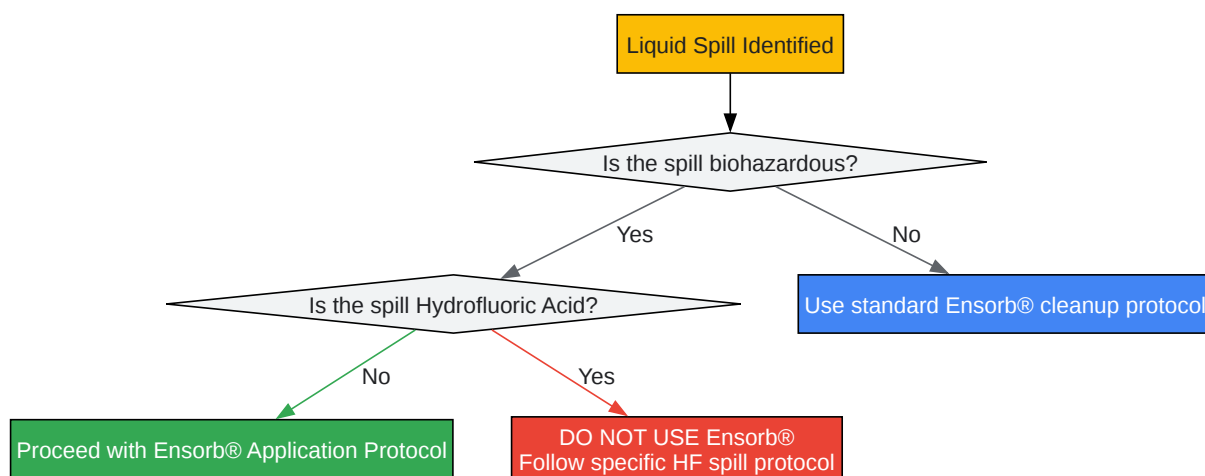 Liquid Spill Identified
Is the spill biohazardous?
Yes
No
Is the spill Hydrofluoric Acid?
Use standard Ensorb® cleanup protocol
No
Yes
Proceed with Ensorb® Application Protocol
DO NOT USE Ensorb®
Follow specific HF spill protocol